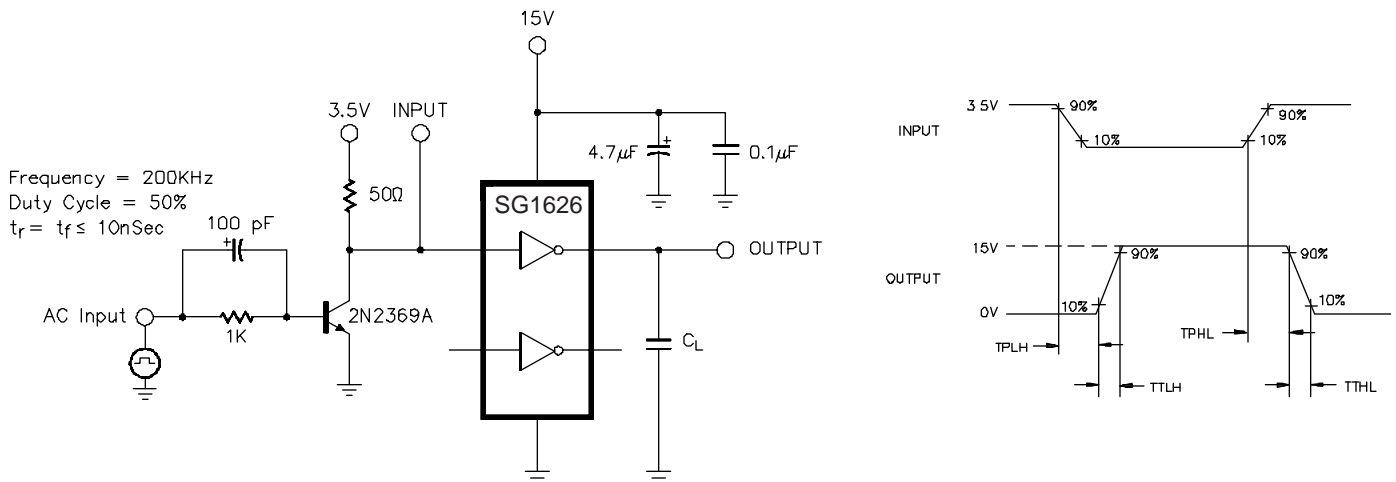 15V
3.5V INPUT
4.7μF
+
0.1μF
Frequency = 200KHz
Duty Cycle = 50%
tr = tf ≤ 10nSec
50Ω
SG1626
100 pF
+
OUTPUT
AC Input
1K
2N2369A
CL
3.5V
90%
90%
INPUT
10%
10%
15V
90%
90%
OUTPUT
10%
10%
0V
TPLH
TPHL
TTLH
TTHL